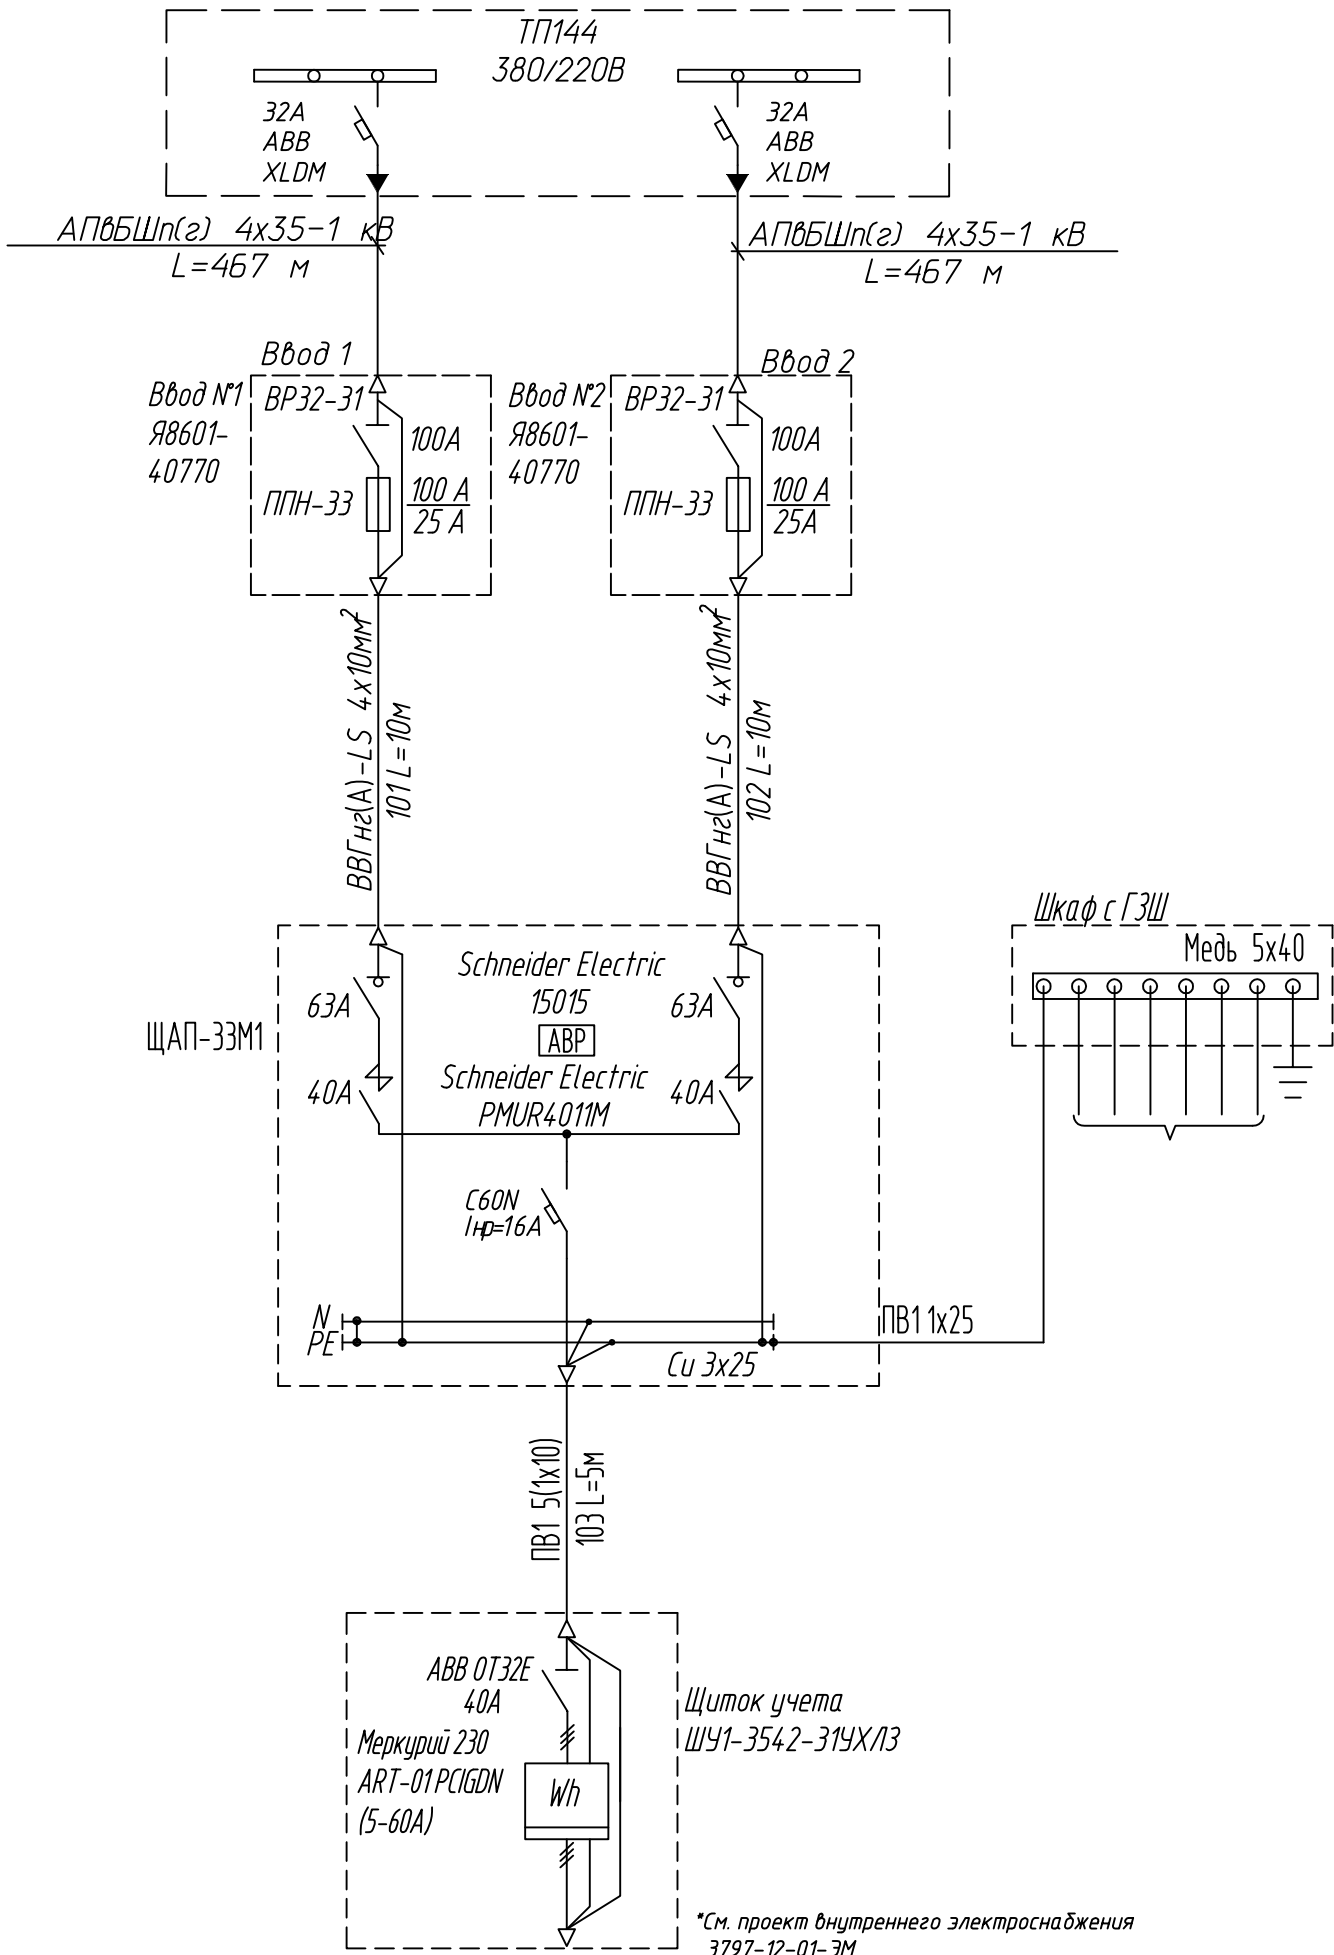 ТП144
380/220В
32А
АВВ
XLDM
32А
АВВ
XLDM
АПвБШп(г) 4х35-1 кВ
L=467 м
АПвБШп(г) 4х35-1 кВ
L=467 м
Ввод 1
Ввод 2
Ввод №1
Я8601-
40770
ВР32-31
100А
ППН-33
100 А
25 А
Ввод №2
Я8601-
40770
ВР32-31
100А
ППН-33
100 А
25А
ВВГнг(А)-LS 4х10мм²
101 L=10м
ВВГнг(А)-LS 4х10мм²
102 L=10м
Шкаф с ГЗШ
Медь 5х40
ЩАП-33М1
Schneider Electric
15015
63А
63А
АВР
Schneider Electric
PMUR4011M
40А
40А
C60N
Iнр=16А
N
PE
Cu 3х25
ПВ1 1х25
ПВ1 5(1х10)
103 L=5м
АВВ ОТ32Е
40А
Меркурий 230
ART-01 PCIGDN
(5-60А)
Wh
Щиток учета
ШУ1-3542-31УХЛ3
*См. проект внутреннего электроснабжения
3797-12-01-ЭМ